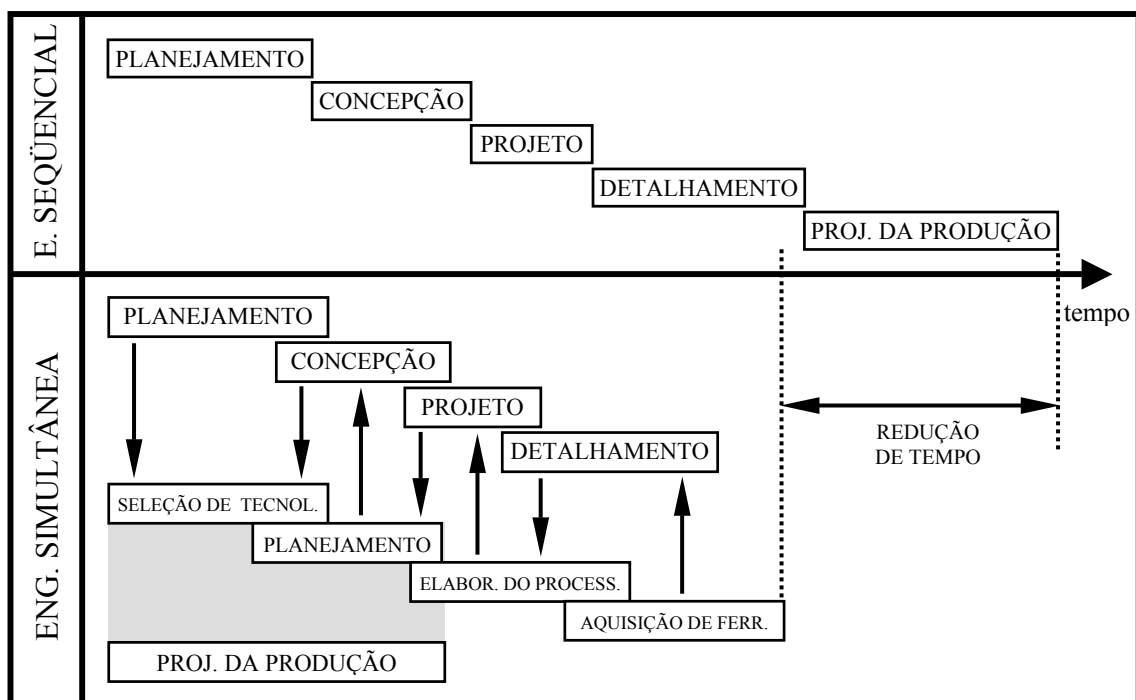 E. SEQÜENCIAL
PLANEJAMENTO
CONCEPÇÃO
PROJETO
DETALHAMENTO
PROJ. DA PRODUÇÃO
tempo
ENG. SIMULTÂNEA
PLANEJAMENTO
CONCEPÇÃO
PROJETO
DETALHAMENTO
REDUÇÃO
DE TEMPO
SELEÇÃO DE TECNOL.
PLANEJAMENTO
ELABOR. DO PROCESS.
AQUISIÇÃO DE FERR.
PROJ. DA PRODUÇÃO